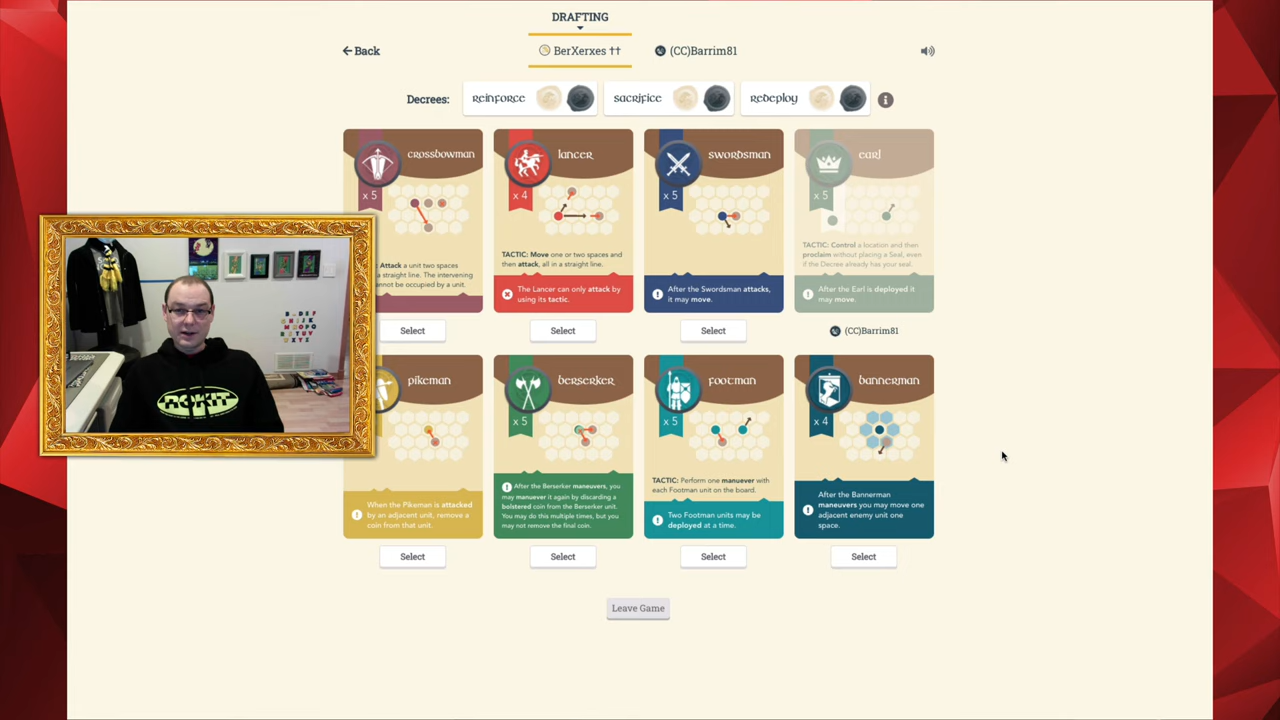 DRAFTING
Back
BerXerxes ††
(CC)Barrim81
Decrees:
reinforce
sacrifice
redeploy
crossbowman
x 5
Attack a unit two spaces
a straight line. The intervening
cannot be occupied by a unit.
Select
lancer
x 4
TACTIC: Move one or two spaces and
then attack, all in a straight line.
The Lancer can only attack by
using its tactic.
Select
swordsman
x 5
After the Swordsman attacks,
it may move.
Select
earl
x 5
TACTIC: Control a location and then
proclaim without placing a Seal, even
if the Decree already has your seal.
After the Earl is deployed it
may move.
(CC)Barrim81
pikeman
When the Pikeman is attacked
by an adjacent unit, remove a
coin from that unit.
Select
berserker
x 5
After the Berserker maneuvers, you
may maneuver it again by discarding a
bolstered coin from the Berserker unit.
You may do this multiple times, but you
may not remove the final coin.
Select
footman
x 5
TACTIC: Perform one maneuver with
each Footman unit on the board.
Two Footman units may be
deployed at a time.
Select
bannerman
x 4
After the Bannerman
maneuvers you may move one
adjacent enemy unit one
space.
Select
Leave Game